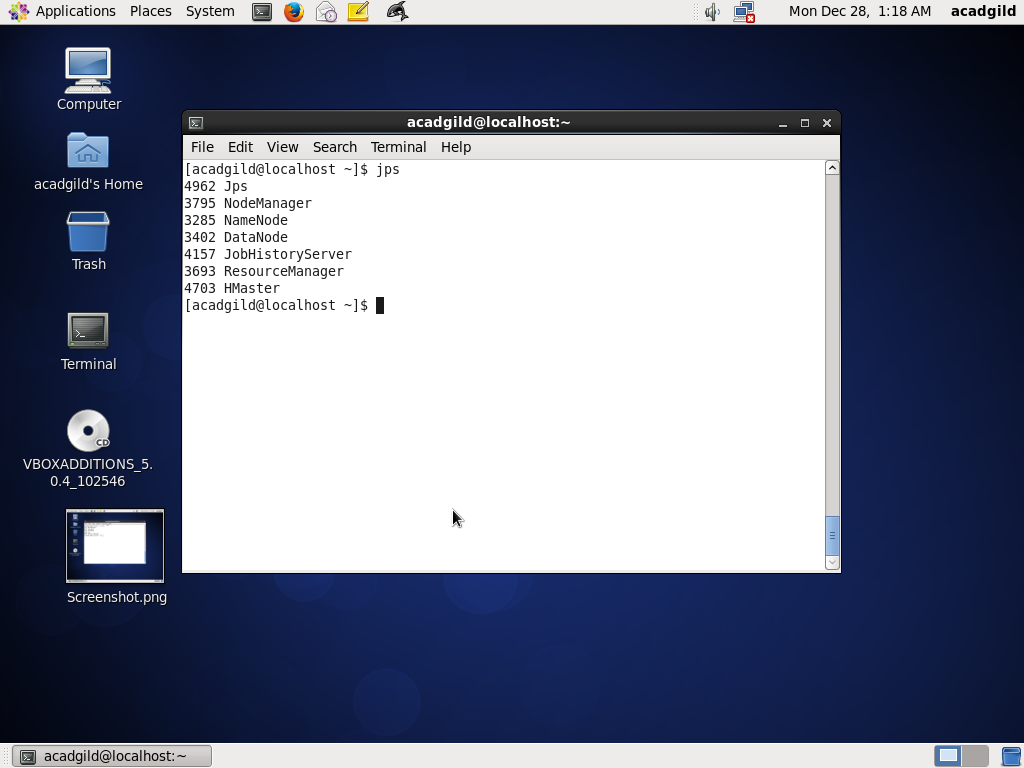 Applications Places System Mon Dec 28, 1:18 AM acadgild
Computer
acadgild's Home
Trash
Terminal
CD
VBOXADDITIONS_5.
0.4_102546
Screenshot.png
acadgild@localhost:~
File Edit View Search Terminal Help
[acadgild@localhost ~]$ jps
4962 Jps
3795 NodeManager
3285 NameNode
3402 DataNode
4157 JobHistoryServer
3693 ResourceManager
4703 HMaster
[acadgild@localhost ~]$
acadgild@localhost:~